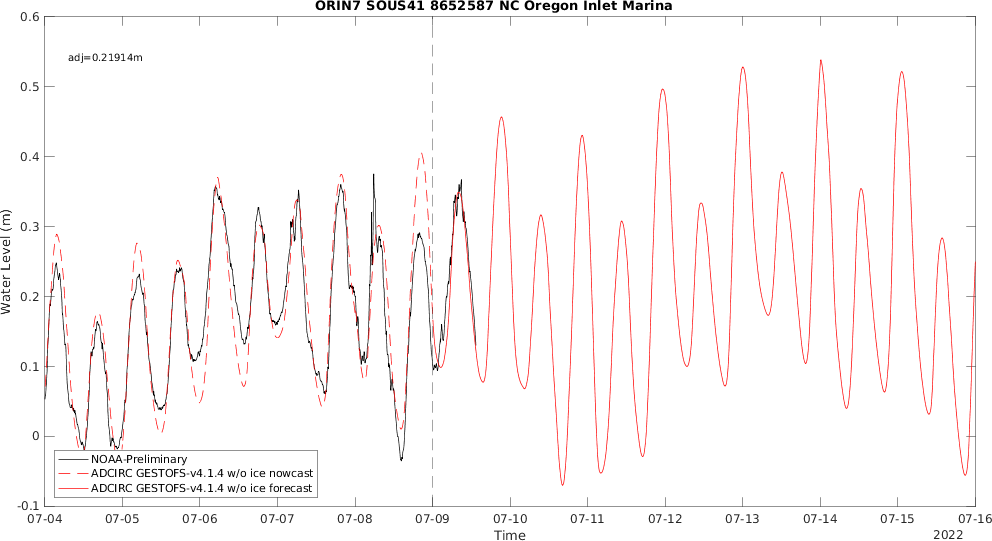 ORIN7 SOUS41 8652587 NC Oregon Inlet Marina
adj=0.21914m
0.6
0.5
0.4
0.3
0.2
0.1
0
-0.1
Water Level (m)
NOAA-Preliminary
ADCIRC GESTOFS-v4.1.4 w/o ice nowcast
ADCIRC GESTOFS-v4.1.4 w/o ice forecast
07-04 07-05 07-06 07-07 07-08 07-09 07-10 07-11 07-12 07-13 07-14 07-15 07-16
Time
2022